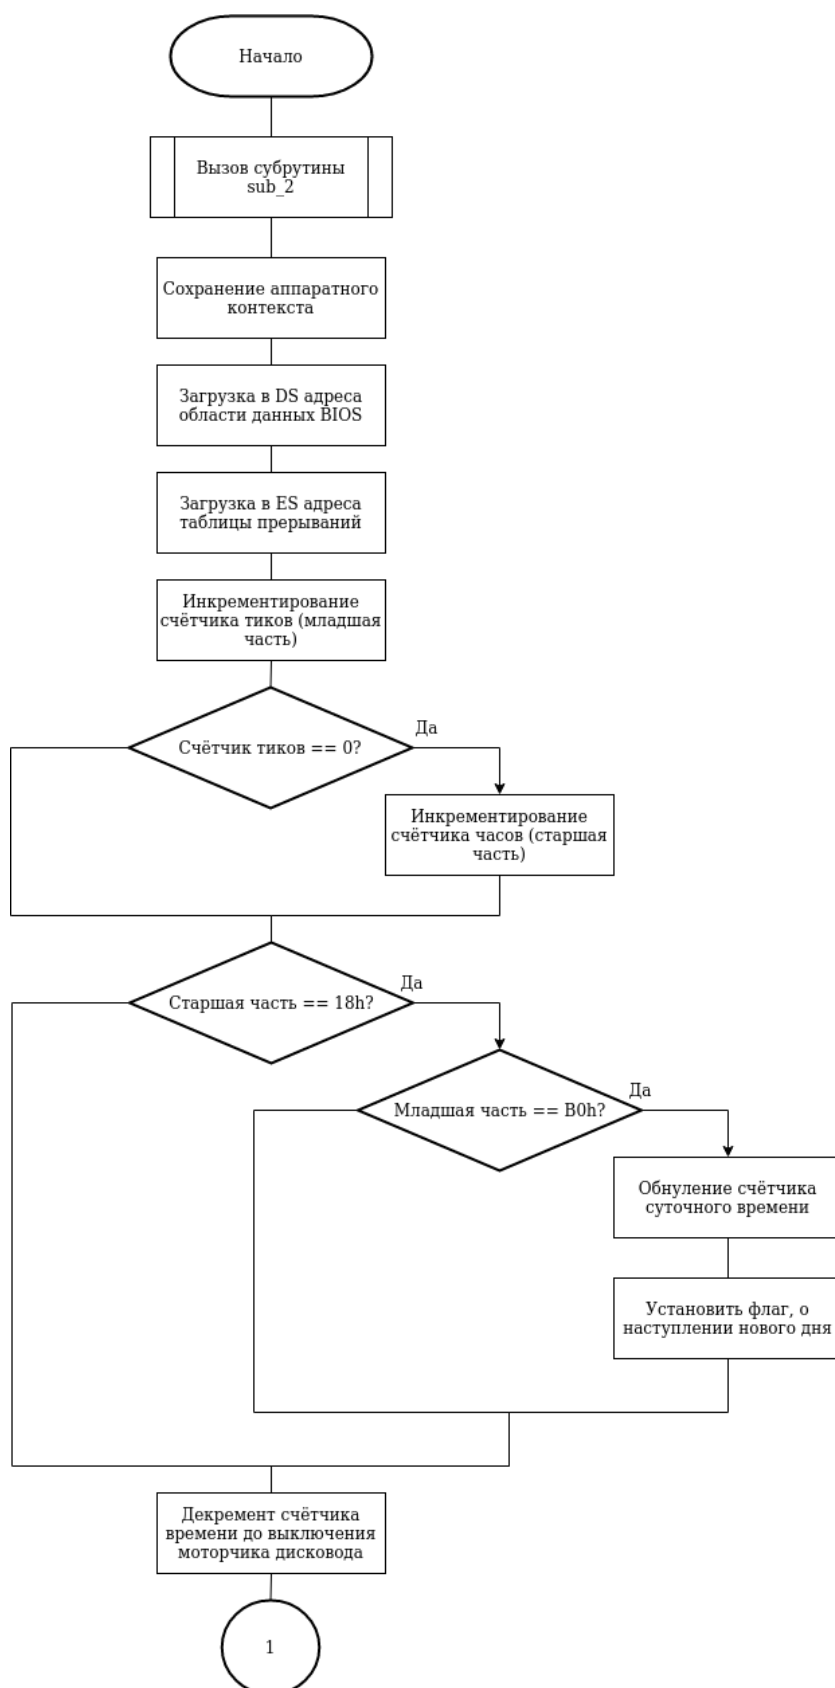 Начало
Вызов субрутины
sub_2
Сохранение аппаратного
контекста
Загрузка в DS адреса
области данных BIOS
Загрузка в ES адреса
таблицы прерываний
Инкрементирование
счётчика тиков (младшая
часть)
Счётчик тиков == 0?
Да
Инкрементирование
счётчика часов (старшая
часть)
Старшая часть == 18h?
Да
Младшая часть == B0h?
Да
Обнуление счётчика
суточного времени
Установить флаг, о
наступлении нового дня
Декремент счётчика
времени до выключения
моторчика дисковода
1